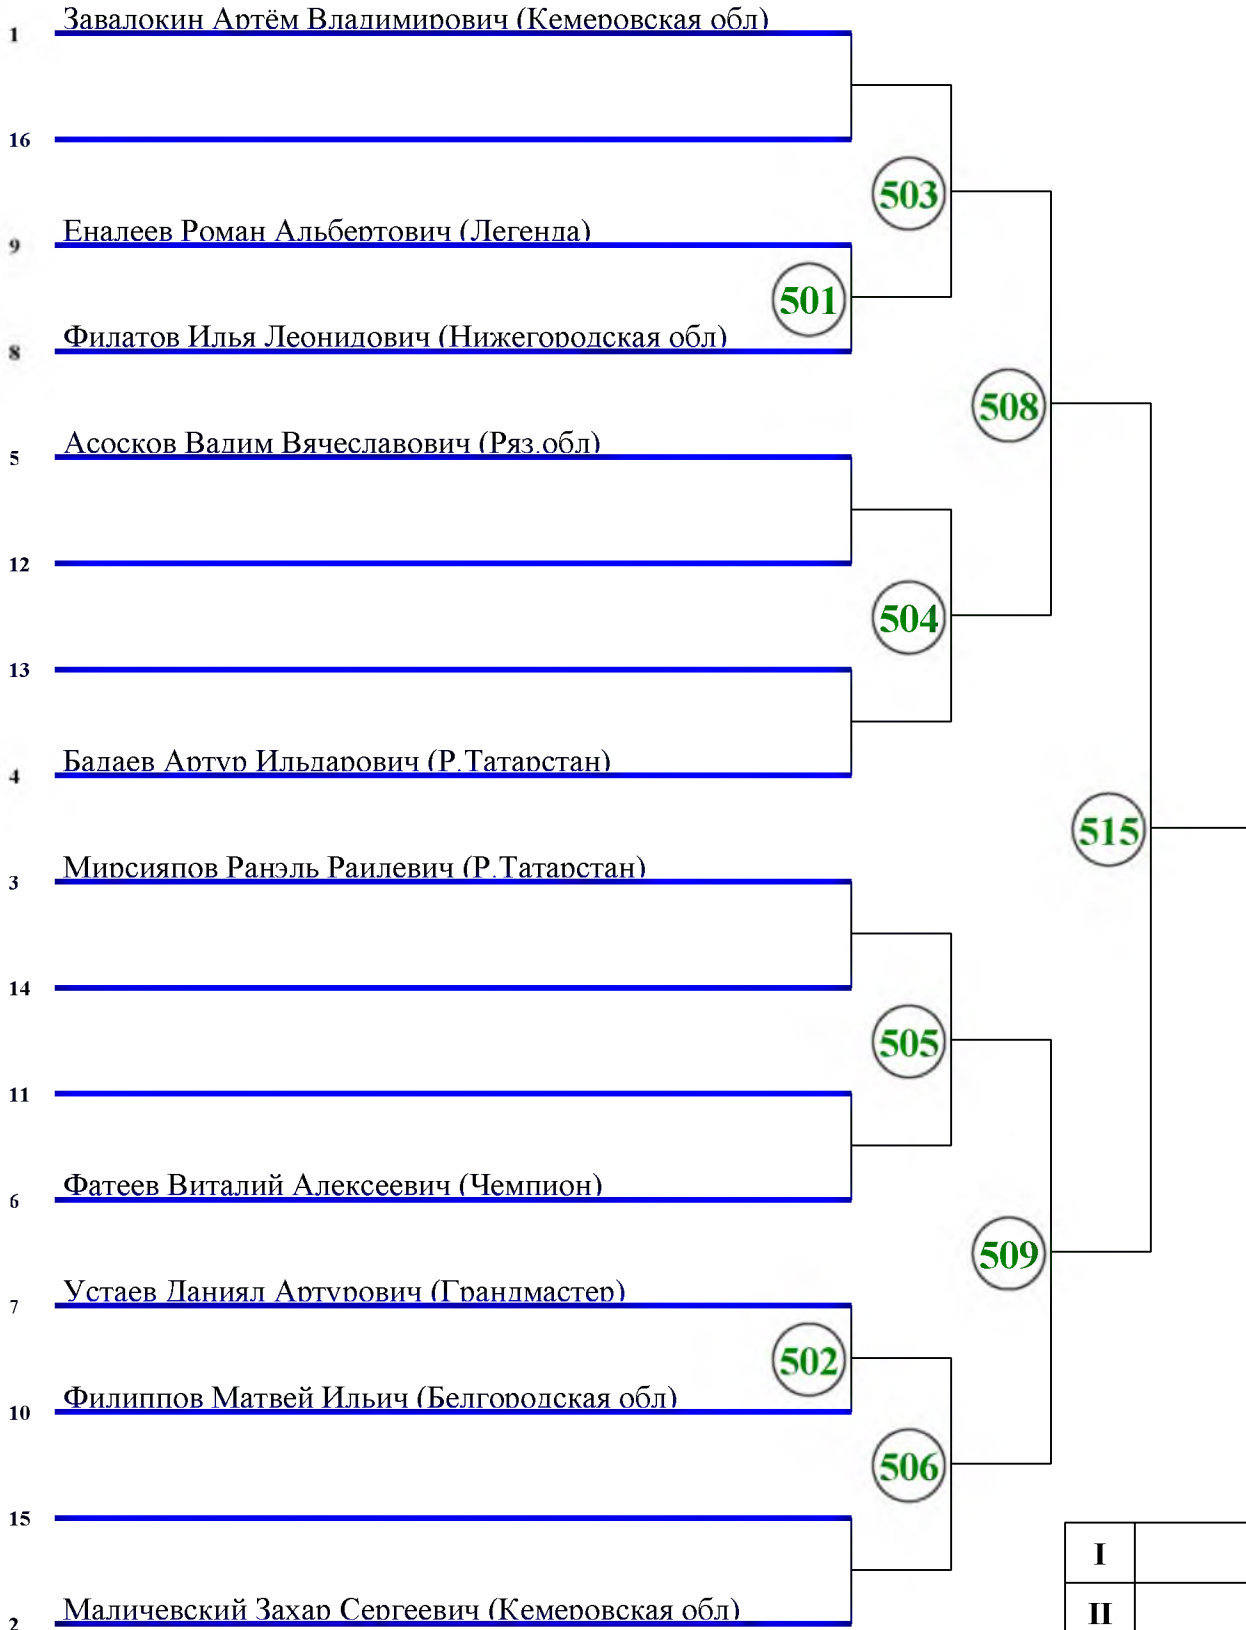 Завалокин Артём Владимирович (Кемеровская обл)
1
16
503
Еналеев Роман Альбертович (Легенда)
9
501
Филатов Илья Леонидович (Нижегородская обл)
8
508
Асосков Вадим Вячеславович (Ряз.обл)
5
12
504
13
Бадаев Артур Ильдарович (Р.Татарстан)
4
515
Мирсияпов Ранэль Раилевич (Р.Татарстан)
3
14
505
11
Фатеев Виталий Алексеевич (Чемпион)
6
509
Устаев Даниял Артурович (Грандмастер)
7
502
Филиппов Матвей Ильич (Белгородская обл)
10
506
15
I
Маличевский Захар Сергеевич (Кемеровская обл)
2
II